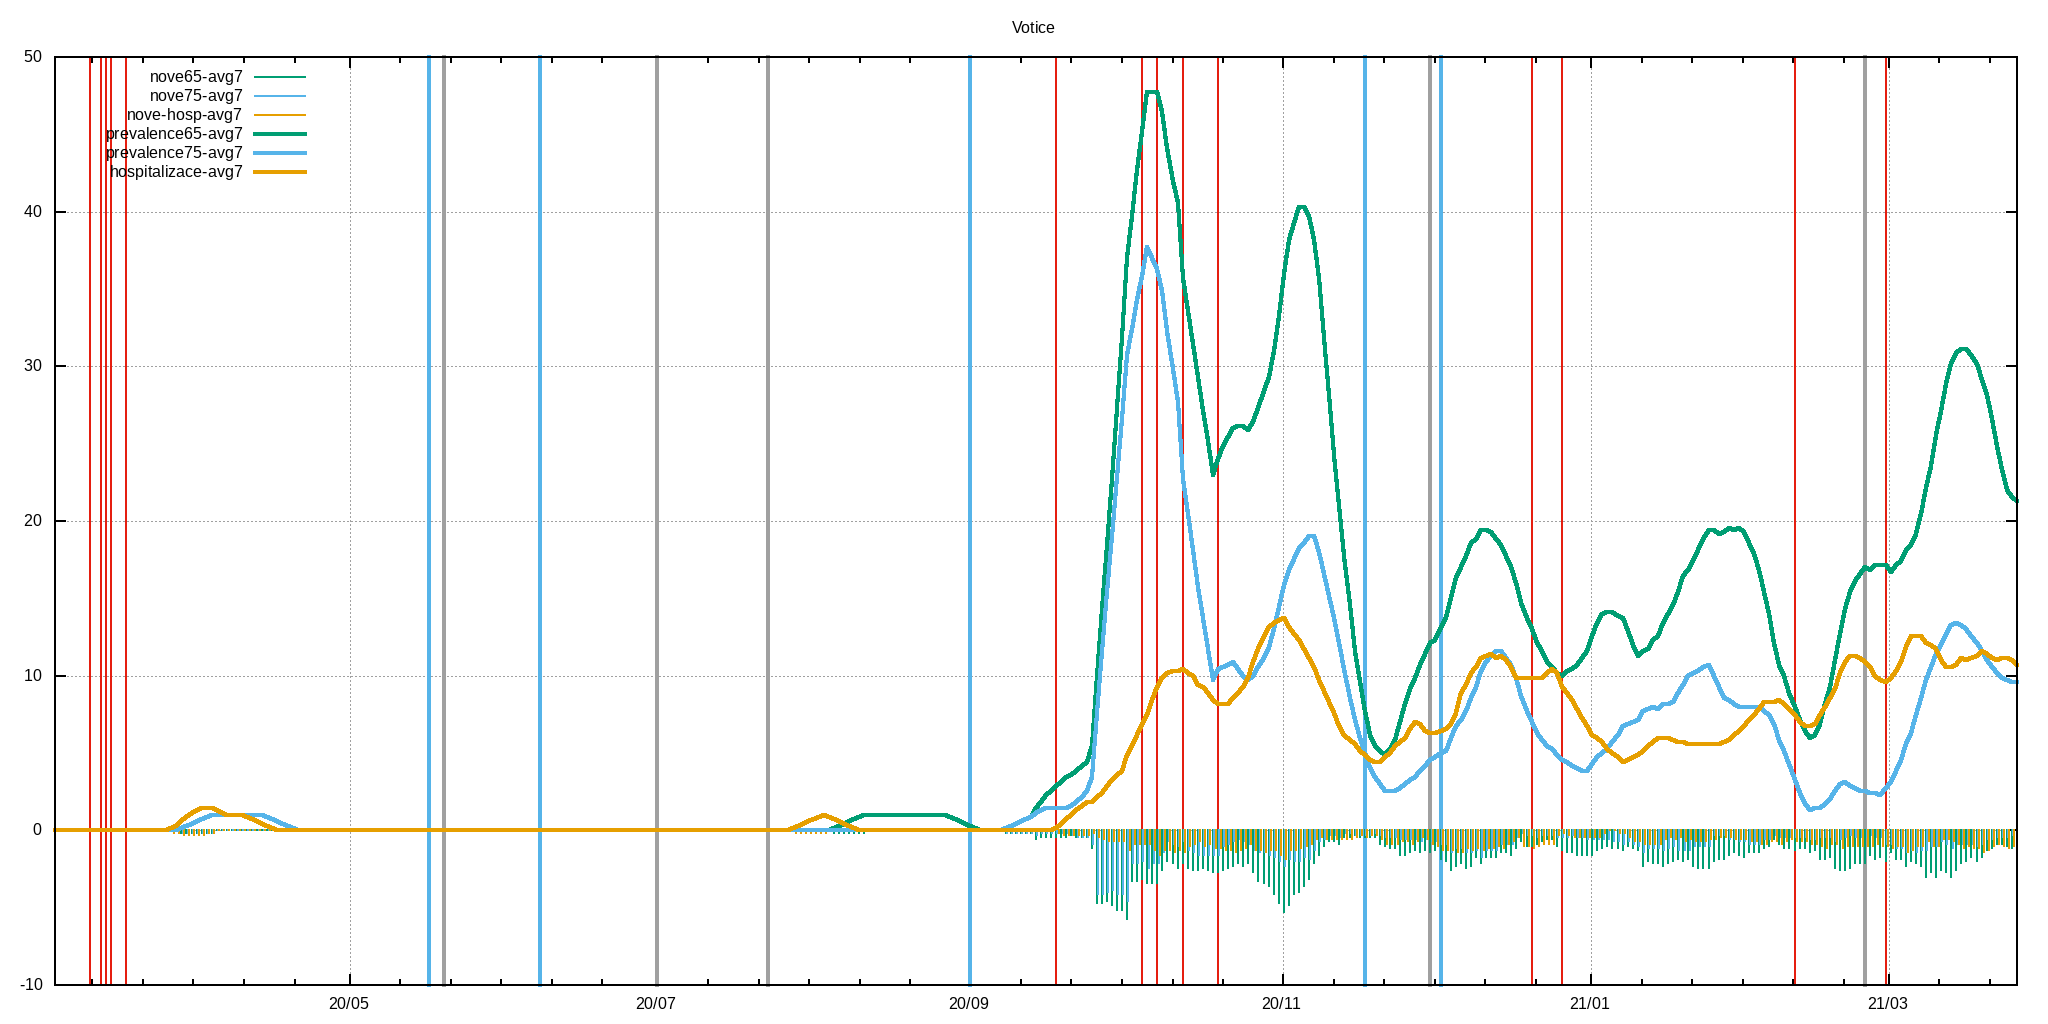 Votice
50
nove65-avg7
nove75-avg7
nove-hosp-avg7
prevalence65-avg7
prevalence75-avg7
hospitalizace-avg7
40
30
20
10
0
-10
20/05 20/07 20/09 20/11 21/01 21/03